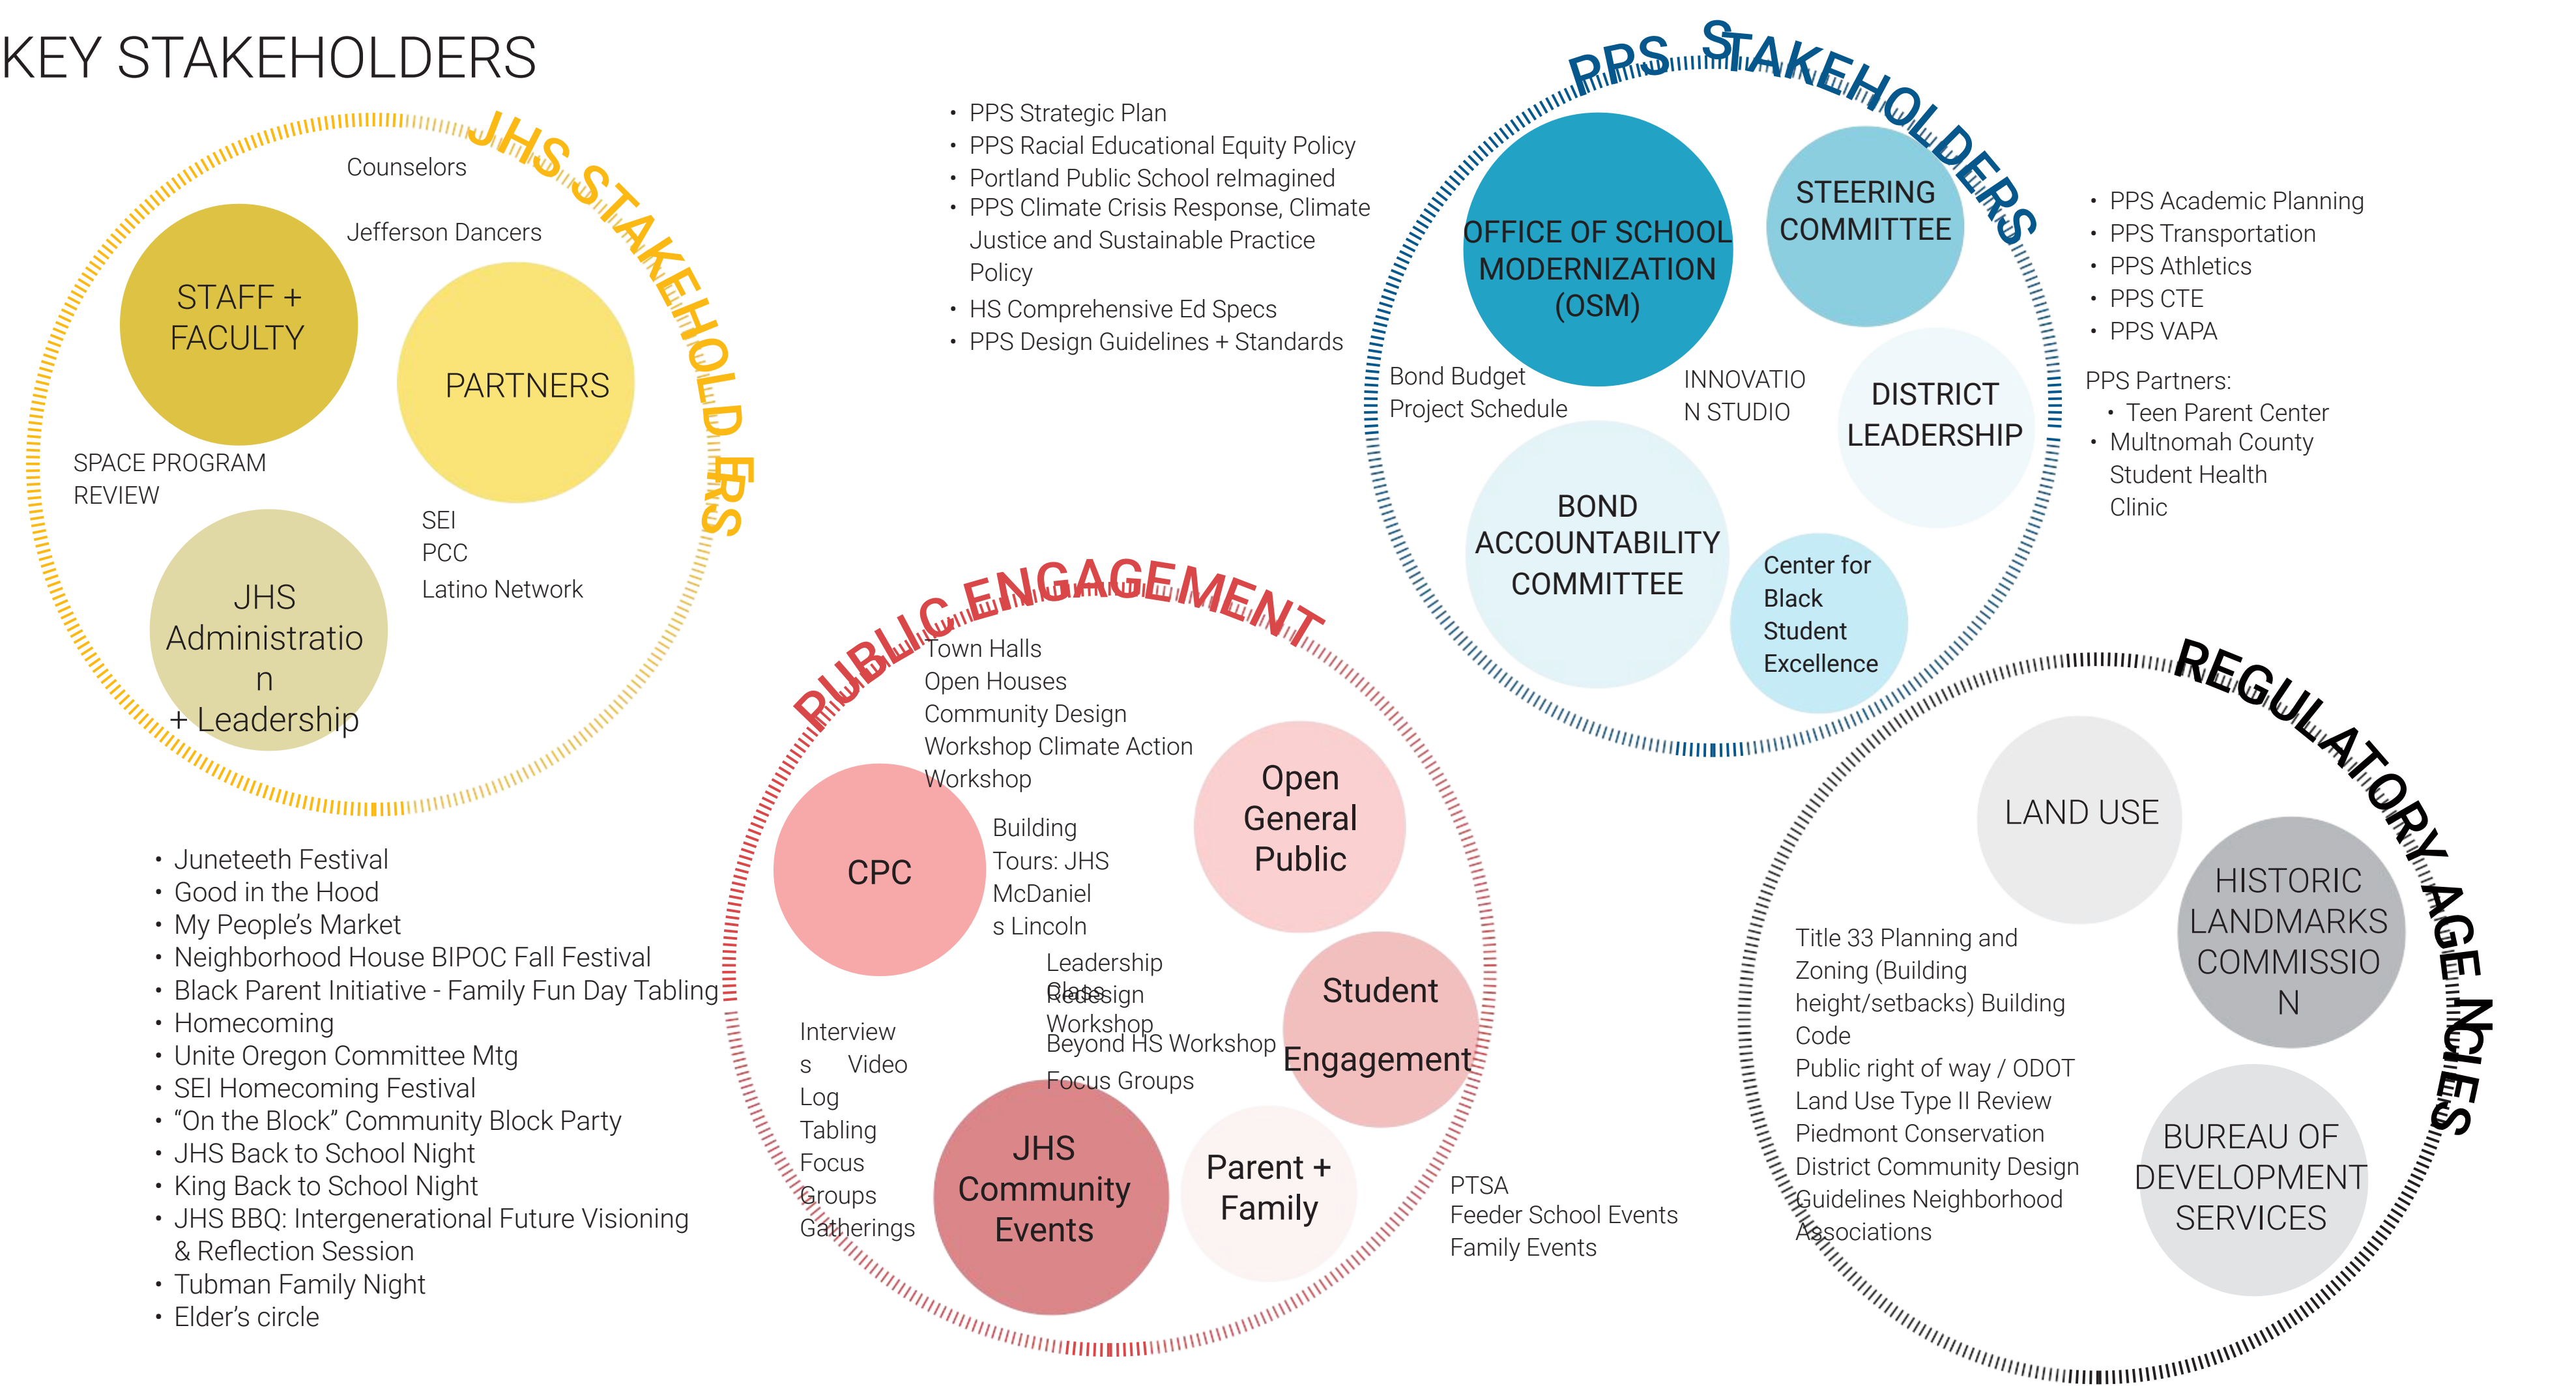 KEY STAKEHOLDERS
JHS STAKEHOLDERS
Counselors
Jefferson Dancers
STAFF +
FACULTY
PARTNERS
SPACE PROGRAM
REVIEW
SEI
PCC
Latino Network
JHS
Administratio
n
+ Leadership
• Juneteeth Festival
• Good in the Hood
• My People’s Market
• Neighborhood House BIPOC Fall Festival
• Black Parent Initiative - Family Fun Day Tabling
• Homecoming
• Unite Oregon Committee Mtg
• SEI Homecoming Festival
• “On the Block” Community Block Party
• JHS Back to School Night
• King Back to School Night
• JHS BBQ: Intergenerational Future Visioning
& Reflection Session
• Tubman Family Night
• Elder’s circle
• PPS Strategic Plan
• PPS Racial Educational Equity Policy
• Portland Public School reImagined
• PPS Climate Crisis Response, Climate
Justice and Sustainable Practice
Policy
• HS Comprehensive Ed Specs
• PPS Design Guidelines + Standards
PPS STAKEHOLDERS
OFFICE OF SCHOOL
MODERNIZATION
(OSM)
STEERING
COMMITTEE
Bond Budget
Project Schedule
INNOVATIO
N STUDIO
DISTRICT
LEADERSHIP
BOND
ACCOUNTABILITY
COMMITTEE
Center for
Black
Student
Excellence
• PPS Academic Planning
• PPS Transportation
• PPS Athletics
• PPS CTE
• PPS VAPA
PPS Partners:
• Teen Parent Center
• Multnomah County
Student Health
Clinic
PUBLIC ENGAGEMENT
Town Halls
Open Houses
Community Design
Workshop Climate Action
Workshop
CPC
Building
Tours: JHS
McDaniel
s Lincoln
Open
General
Public
Leadership
Class
Redesign
Workshop
Beyond HS Workshop
Focus Groups
Student
Engagement
Interview
s Video
Log
Tabling
Focus
Groups
Gatherings
JHS
Community
Events
Parent +
Family
PTSA
Feeder School Events
Family Events
REGULATORY AGENCIES
LAND USE
HISTORIC
LANDMARKS
COMMISSIO
N
Title 33 Planning and
Zoning (Building
height/setbacks) Building
Code
Public right of way / ODOT
Land Use Type II Review
Piedmont Conservation
District Community Design
Guidelines Neighborhood
Associations
BUREAU OF
DEVELOPMENT
SERVICES